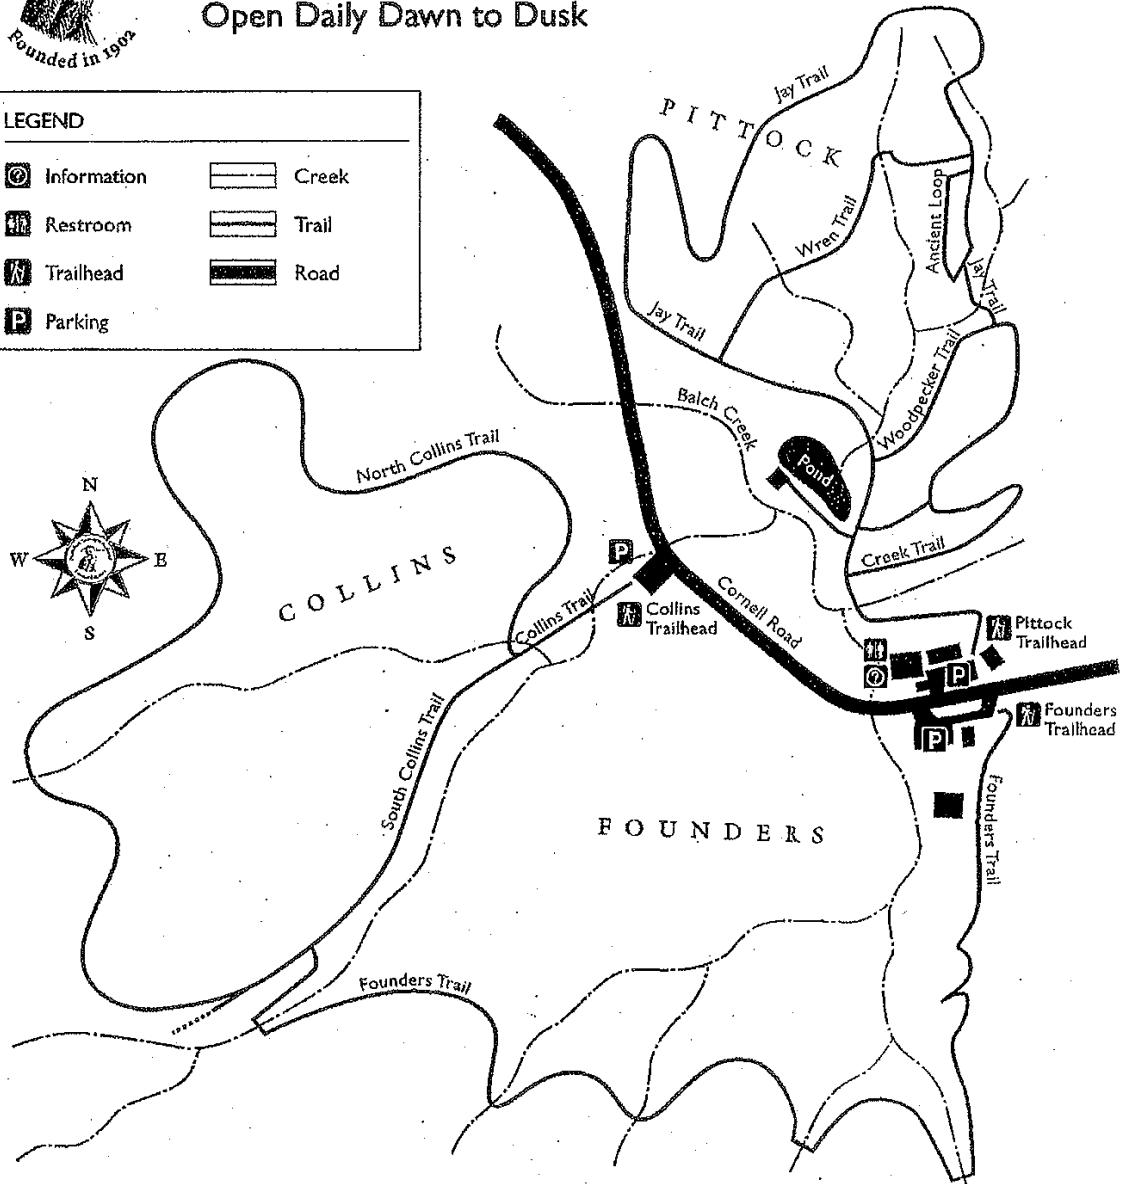 Open Daily Dawn to Dusk
Founded in 1902
LEGEND
Information
Restroom
Trailhead
P Parking
Creek
Trail
Road
PITTOCK
Jay Trail
Wren Trail
Ancient Loop
Jay Trail
Jay Trail
Woodpecker Trail
Balch Creek
Pond
North Collins Trail
N
W
E
S
COLLINS
P
Collins Trail
Collins
Trailhead
Cornell Road
Creek Trail
Pittock
Trailhead
P
Founders
Trailhead
P
South Collins Trail
FOUNDERS
Founders Trail
Founders Trail